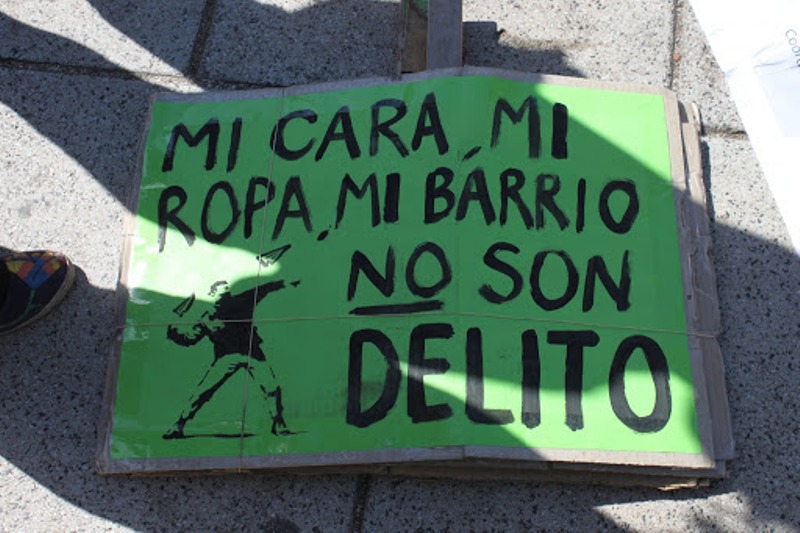 MI CARA, MI
ROPA, MI BÁRRIO
NO SON
DELITO